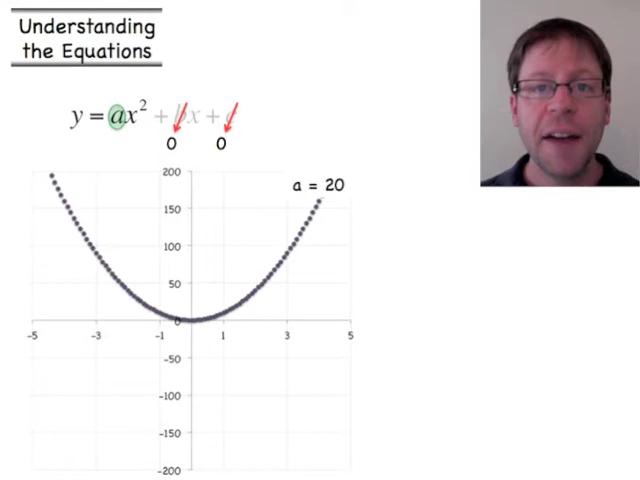 Understanding
the Equations
y = ax² + bx + c
0 0
a = 20
200
150
100
50
0
-5 -3 -1 1 3 5
-50
-100
-150
-200